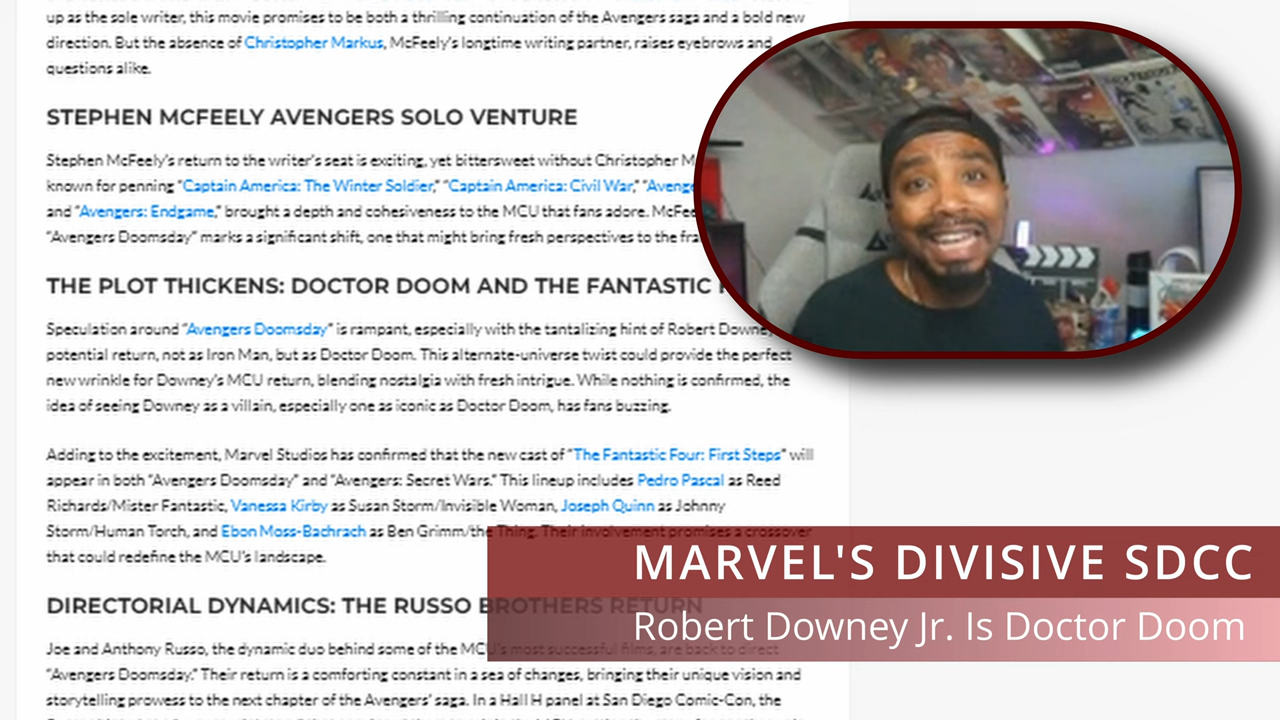 up as the sole writer, this movie promises to be both a thrilling continuation of the Avengers saga and a bold new
direction. But the absence of Christopher Markus, McFeely's longtime writing partner, raises eyebrows and
questions alike.
STEPHEN MCFEELY AVENGERS SOLO VENTURE
Stephen McFeely's return to the writer's seat is exciting, yet bittersweet without Christopher M
known for penning "Captain America: The Winter Soldier," "Captain America: Civil War," "Avenge
and "Avengers: Endgame," brought a depth and cohesiveness to the MCU that fans adore. McFee
"Avengers Doomsday" marks a significant shift, one that might bring fresh perspectives to the fra
THE PLOT THICKENS: DOCTOR DOOM AND THE FANTASTIC
Speculation around "Avengers Doomsday" is rampant, especially with the tantalizing hint of Robert Downey
potential return, not as Iron Man, but as Doctor Doom. This alternate-universe twist could provide the perfect
new wrinkle for Downey's MCU return, blending nostalgia with fresh intrigue. While nothing is confirmed, the
idea of seeing Downey as a villain, especially one as iconic as Doctor Doom, has fans buzzing.
Adding to the excitement, Marvel Studios has confirmed that the new cast of "The Fantastic Four: First Steps" will
appear in both "Avengers Doomsday" and "Avengers: Secret Wars." This lineup includes Pedro Pascal as Reed
Richards/Mister Fantastic, Vanessa Kirby as Susan Storm/Invisible Woman, Joseph Quinn as Johnny
Storm/Human Torch, and Ebon Moss-Bachrach as Ben Grimm/the Thing. Their involvement promises a crossover
that could redefine the MCU's landscape.
DIRECTORIAL DYNAMICS: THE RUSSO BROTHERS RETURN
Joe and Anthony Russo, the dynamic duo behind some of the MCU's most successful films, are back to direct
"Avengers Doomsday." Their return is a comforting constant in a sea of changes, bringing their unique vision and
storytelling prowess to the next chapter of the Avengers' saga. In a Hall H panel at San Diego Comic-Con, the
MARVEL'S DIVISIVE SDCC
Robert Downey Jr. Is Doctor Doom